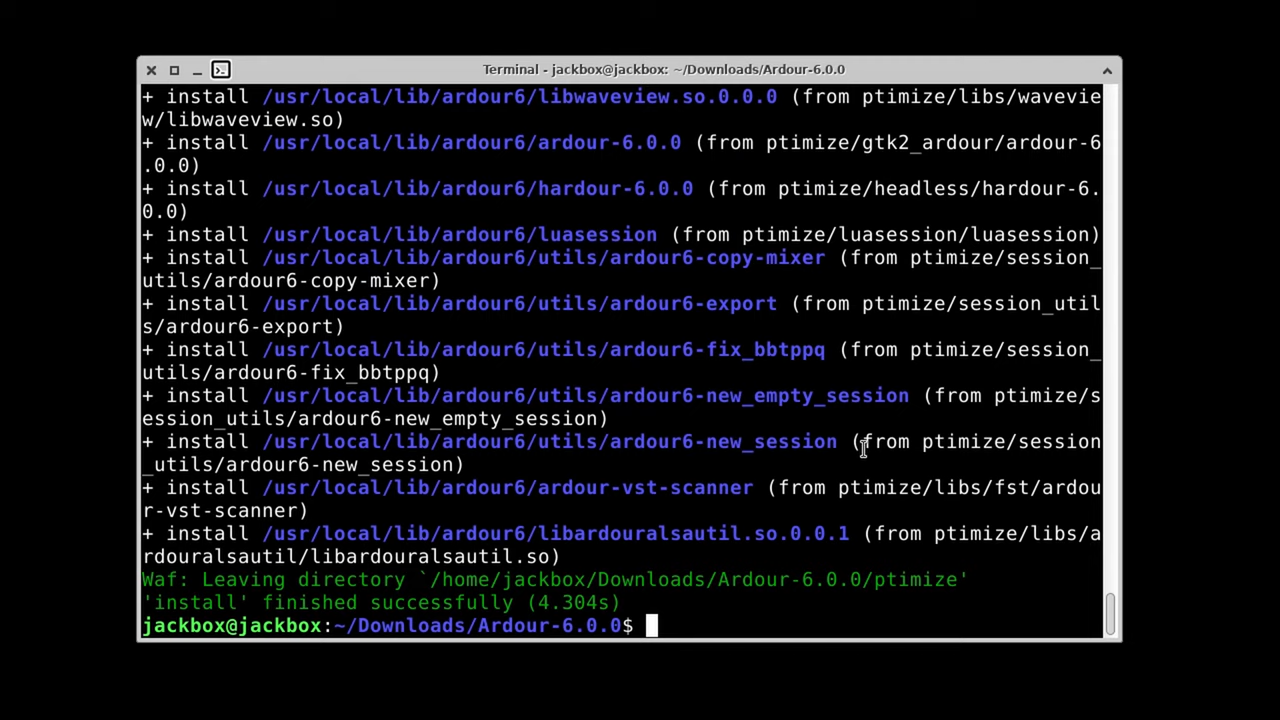 Terminal - jackbox@jackbox: ~/Downloads/Ardour-6.0.0
+ install /usr/local/lib/ardour6/libwaveview.so.0.0.0 (from ptimize/libs/wavevie
w/libwaveview.so)
+ install /usr/local/lib/ardour6/ardour-6.0.0 (from ptimize/gtk2_ardour/ardour-6
.0.0)
+ install /usr/local/lib/ardour6/hardour-6.0.0 (from ptimize/headless/hardour-6.
0.0)
+ install /usr/local/lib/ardour6/luasession (from ptimize/luasession/luasession)
+ install /usr/local/lib/ardour6/utils/ardour6-copy-mixer (from ptimize/session_
utils/ardour6-copy-mixer)
+ install /usr/local/lib/ardour6/utils/ardour6-export (from ptimize/session_util
s/ardour6-export)
+ install /usr/local/lib/ardour6/utils/ardour6-fix_bbtppq (from ptimize/session_
utils/ardour6-fix_bbtppq)
+ install /usr/local/lib/ardour6/utils/ardour6-new_empty_session (from ptimize/s
ession_utils/ardour6-new_empty_session)
+ install /usr/local/lib/ardour6/utils/ardour6-new_session (from ptimize/session
_utils/ardour6-new_session)
+ install /usr/local/lib/ardour6/ardour-vst-scanner (from ptimize/libs/fst/ardou
r-vst-scanner)
+ install /usr/local/lib/ardour6/libardouralsautil.so.0.0.1 (from ptimize/libs/a
rdouralsautil/libardouralsautil.so)
Waf: Leaving directory `/home/jackbox/Downloads/Ardour-6.0.0/ptimize'
'install' finished successfully (4.304s)
jackbox@jackbox:~/Downloads/Ardour-6.0.0$